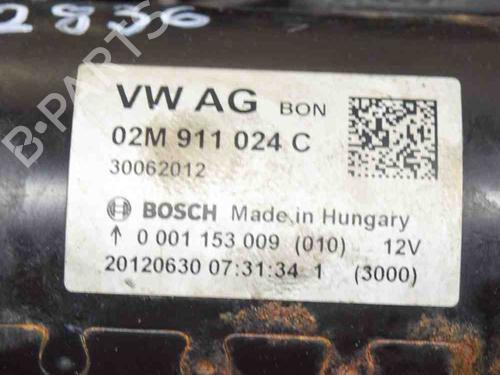 2836
B-PARTS
VW AG BON
02M 911 024 C
30062012
BOSCH Made in Hungary
↑ 0 001 153 009 (010) 12V
20120630 07:31:34 1 (3000)